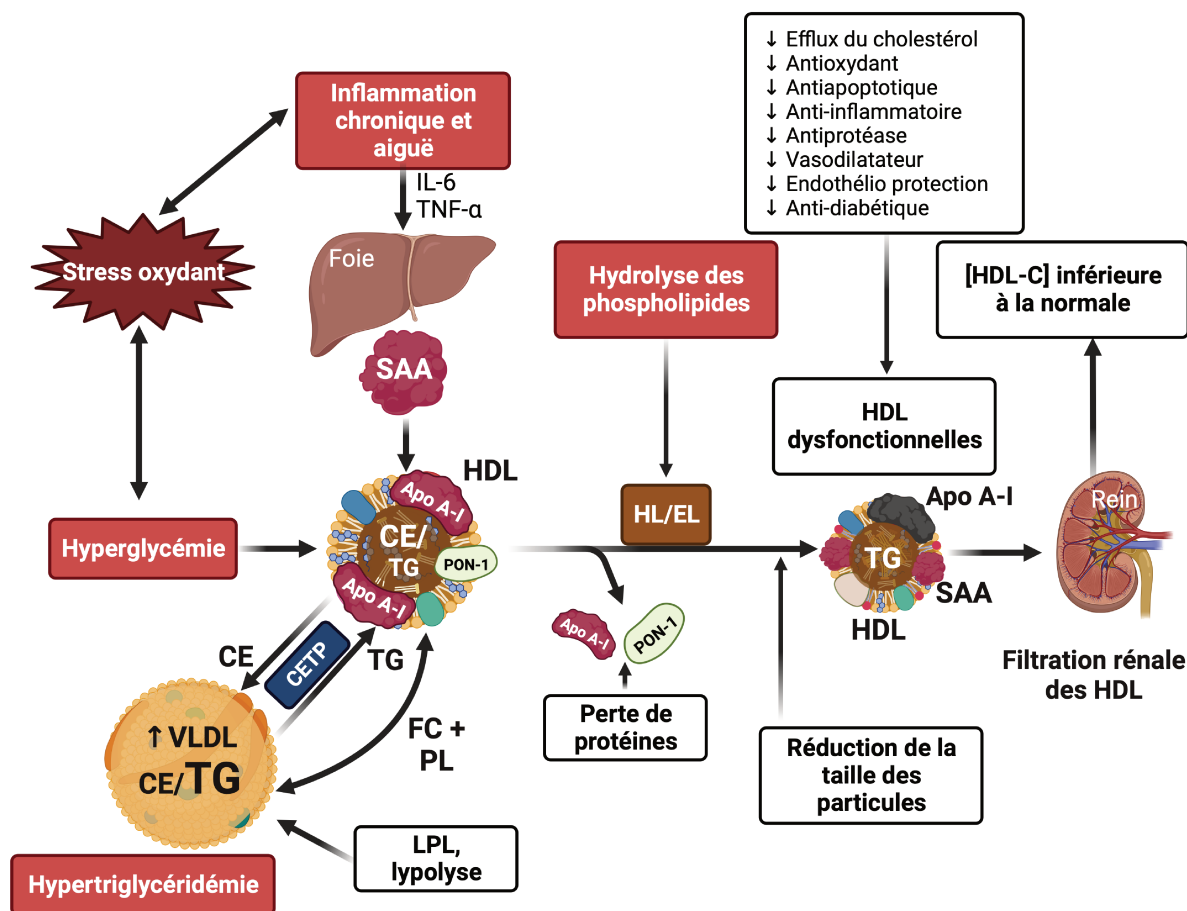 ↓ Efflux du cholestérol
↓ Antioxydant
↓ Antiapoptotique
↓ Anti-inflammatoire
↓ Antiprotéase
↓ Vasodilatateur
↓ Endothélio protection
↓ Anti-diabétique
Inflammation
chronique et
aiguë
IL-6
TNF-α
Stress oxydant
Foie
SAA
Hydrolyse des
phospholipides
[HDL-C] inférieure
à la normale
HDL
dysfonctionnelles
HDL
Apo A-I
CE/
TG
PON-1
Apo A-I
Hyperglycémie
HL/EL
Apo A-I
TG
SAA
HDL
Rein
Filtration rénale
des HDL
Apo A-I
PON-1
Perte de
protéines
Réduction de la
taille des
particules
CE
CETP
TG
FC +
PL
↑ VLDL
CE/TG
LPL,
lypolyse
Hypertriglycéridémie